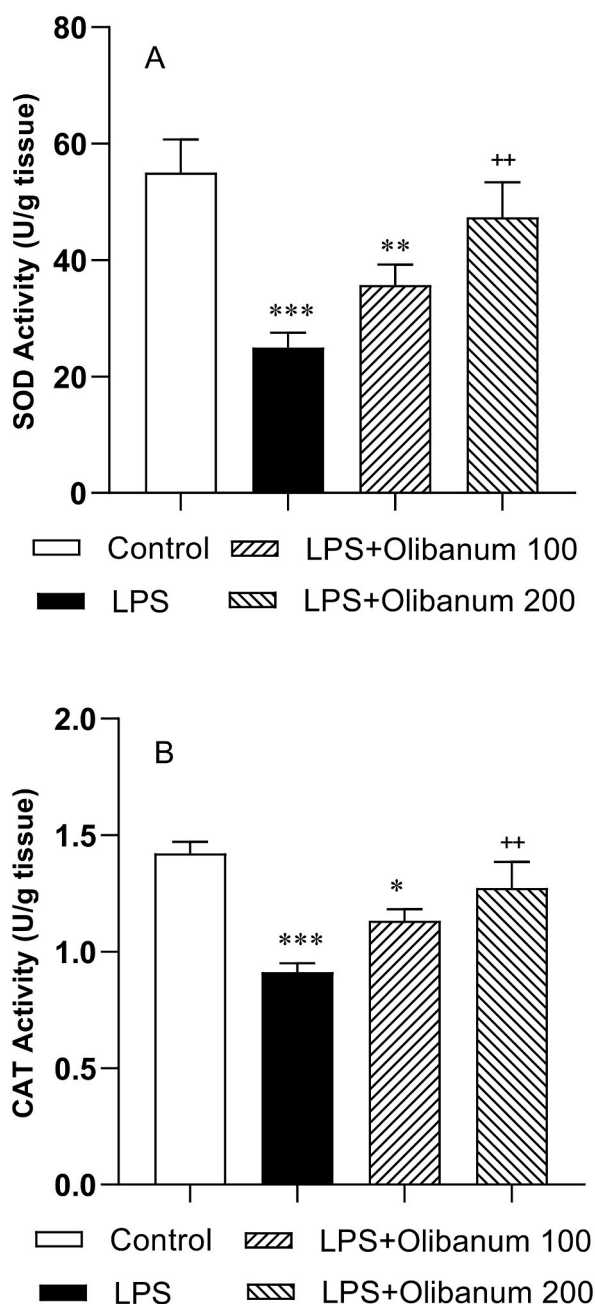 80
A
60
++
40
**
***
20
0
SOD Activity (U/g tissue)
Control LPS+Olibanum 100
LPS LPS+Olibanum 200
2.0
B
1.5
++
*
***
1.0
0.5
0.0
CAT Activity (U/g tissue)
Control LPS+Olibanum 100
LPS LPS+Olibanum 200